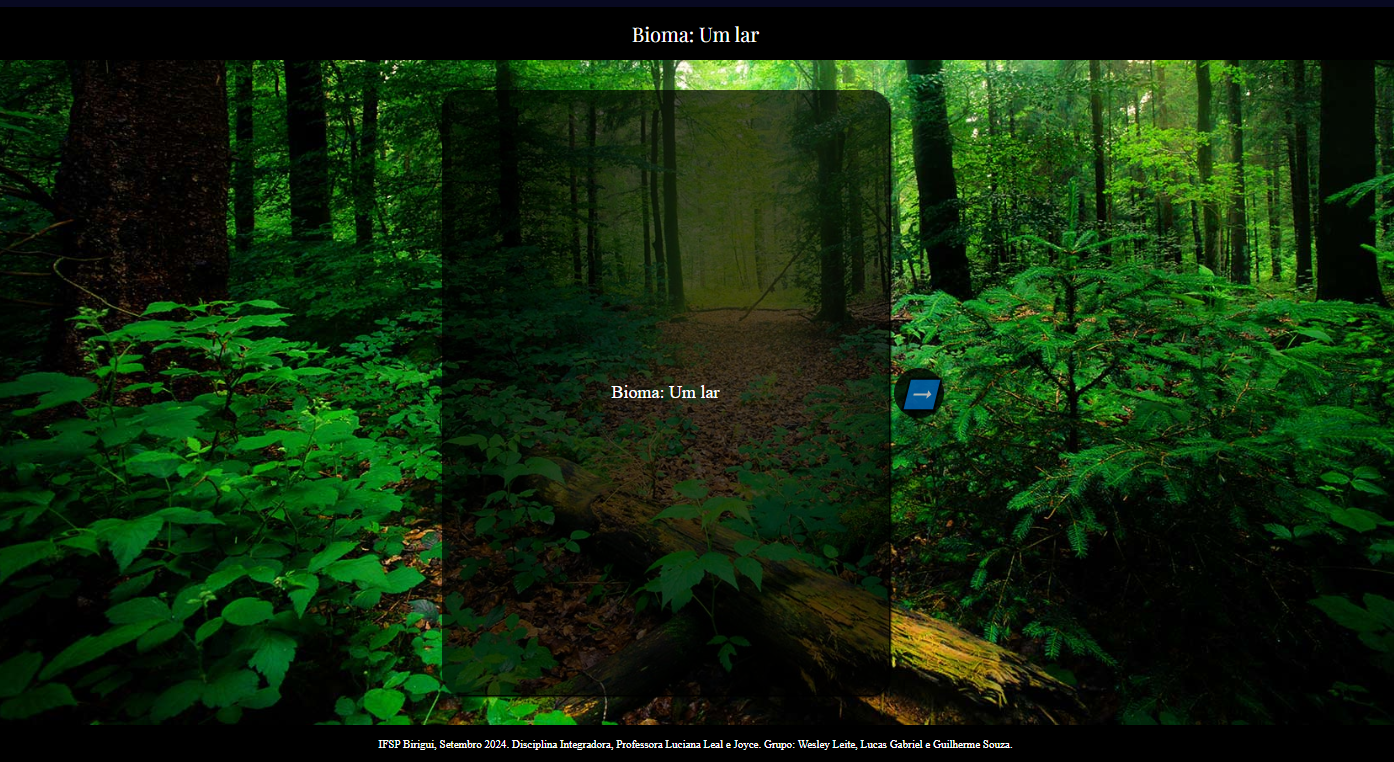 Bioma: Um lar
Bioma: Um lar
IFSP Birigui, Setembro 2024. Disciplina Integradora, Professora Luciana Leal e Joyce. Grupo: Wesley Leite, Lucas Gabriel e Guilherme Souza.